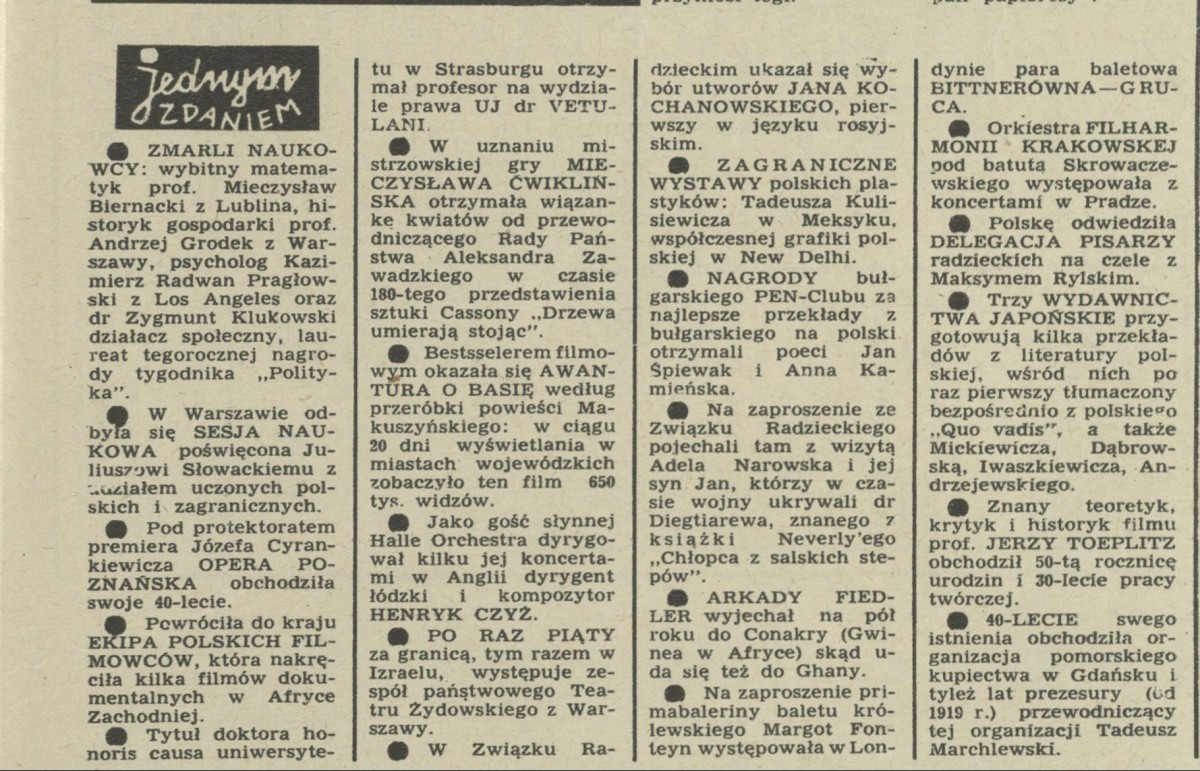 jednym
ZDANIEM
● ZMARLI NAUKO-
WCY: wybitny matema-
tyk prof. Mieczysław
Biernacki z Lublina, hi-
storyk gospodarki prof.
Andrzej Grodek z War-
szawy, psycholog Kazi-
mierz Radwan Pragłow-
ski z Los Angeles oraz
dr Zygmunt Klukowski
działacz społeczny, lau-
reat tegorocznej nagro-
dy tygodnika „Polity-
ka".
● W Warszawie od-
była się SESJA NAU-
KOWA poświęcona Ju-
liuszowi Słowackiemu z
udziałem uczonych pol-
skich i zagranicznych.
● Pod protektoratem
premiera Józefa Cyran-
kiewicza OPERA PO-
ZNAŃSKA obchodziła
swoje 40-lecie.
● Powróciła do kraju
EKIPA POLSKICH FIL-
MOWCÓW, która nakrę-
ciła kilka filmów doku-
mentalnych w Afryce
Zachodniej.
● Tytuł doktora ho-
noris causa uniwersyte-
tu w Strasburgu otrzy-
mał profesor na wydzia-
le prawa UJ dr VETU-
LANI.
● W uznaniu mi-
strzowskiej gry MIE-
CZYSŁAWA ĆWIKLIŃ-
SKA otrzymała wiązan-
kę kwiatów od przewo-
dniczącego Rady Pań-
stwa Aleksandra Za-
wadzkiego w czasie
180-tego przedstawienia
sztuki Cassony „Drzewa
umierają stojąc".
● Bestsselerem filmo-
wym okazała się AWAN-
TURA O BASIĘ według
przeróbki powieści Ma-
kuszyńskiego: w ciągu
20 dni wyświetlania w
miastach wojewódzkich
zobaczyło ten film 650
tys. widzów.
● Jako gość słynnej
Halle Orchestra dyrygo-
wał kilku jej koncerta-
mi w Anglii dyrygent
łódzki i kompozytor
HENRYK CZYŻ.
● PO RAZ PIĄTY
za granicą, tym razem w
Izraelu, występuje ze-
spół państwowego Tea-
tru Żydowskiego z War-
szawy.
● W Związku Ra-
dzieckim ukazał się wy-
bór utworów JANA KO-
CHANOWSKIEGO, pier-
wszy w języku rosyj-
skim.
● ZAGRANICZNE
WYSTAWY polskich pla-
styków: Tadeusza Kuli-
siewicza w Meksyku,
współczesnej grafiki pol-
skiej w New Delhi.
● NAGRODY buł-
garskiego PEN-Clubu za
najlepsze przekłady z
bułgarskiego na polski
otrzymali poeci Jan
Śpiewak i Anna Ka-
mieńska.
● Na zaproszenie ze
Związku Radzieckiego
pojechali tam z wizytą
Adela Narowska i jej
syn Jan, którzy w cza-
sie wojny ukrywali dr
Diegtiarewa, znanego z
książki Neverly'ego
„Chłopca z salskich ste-
pów".
● ARKADY FIED-
LER wyjechał na pół
roku do Conakry (Gwi-
nea w Afryce) skąd u-
da się też do Ghany.
● Na zaproszenie pri-
mabaleriny baletu kró-
lewskiego Margot Fon-
teyn występowała w Lon-
dynie para baletowa
BITTNERÓWNA—GRU-
CA.
● Orkiestra FILHAR-
MONII KRAKOWSKEJ
pod batutą Skrowacze-
wskiego występowała z
koncertami w Pradze.
● Polskę odwiedziła
DELEGACJA PISARZY
radzieckich na czele z
Maksymem Rylskim.
● Trzy WYDAWNIC-
TWA JAPOŃSKIE przy-
gotowują kilka przekła-
dów z literatury pol-
skiej, wśród nich po
raz pierwszy tłumaczony
bezpośrednio z polskiego
„Quo vadis", a także
Mickiewicza, Dąbrow-
ską, Iwaszkiewicza, An-
drzejewskiego.
● Znany teoretyk,
krytyk i historyk filmu
prof. JERZY TOEPLITZ
obchodził 50-tą rocznicę
urodzin i 30-lecie pracy
twórczej.
● 40-LECIE swego
istnienia obchodziła or-
ganizacja pomorskiego
kupiectwa w Gdańsku i
tyleż lat prezesury (od
1919 r.) przewodniczący
tej organizacji Tadeusz
Marchlewski.